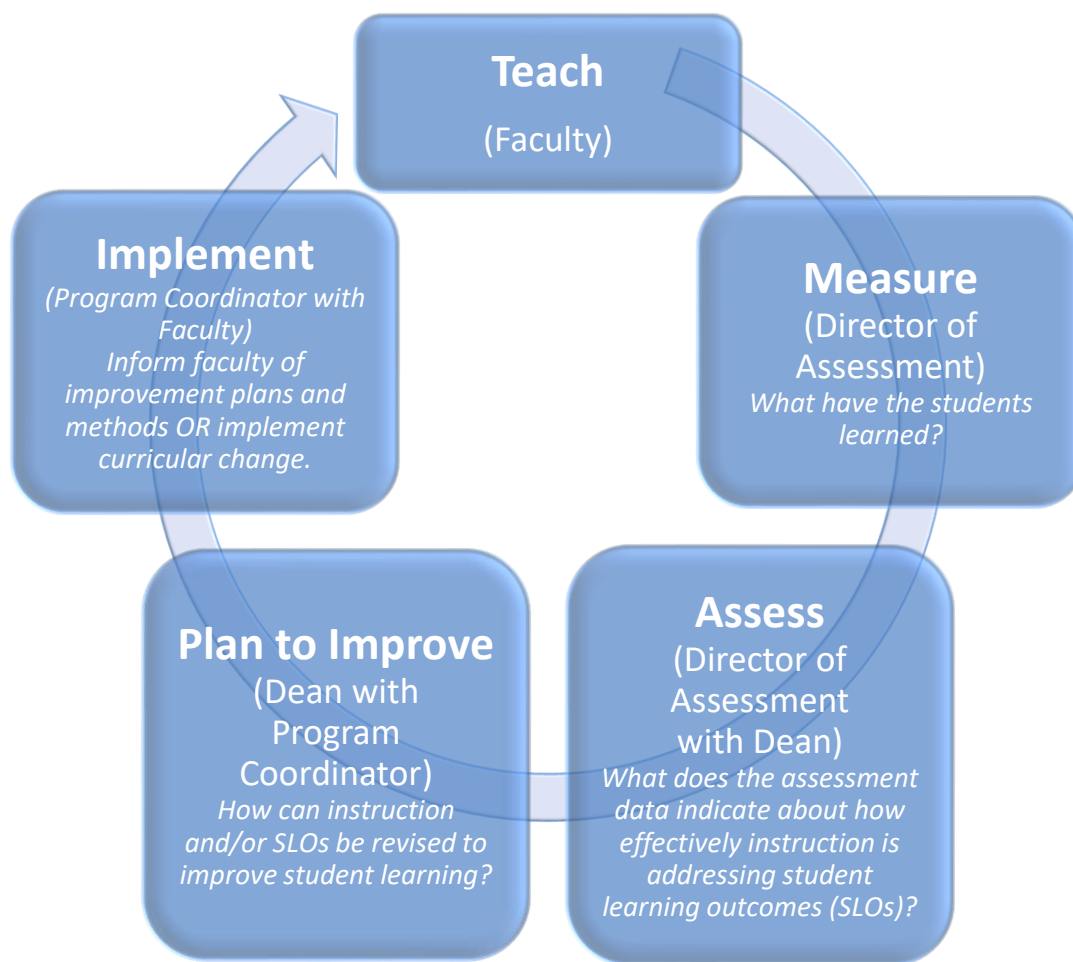 Teach
(Faculty)
Measure
(Director of
Assessment)
What have the students
learned?
Assess
(Director of
Assessment
with Dean)
What does the assessment
data indicate about how
effectively instruction is
addressing student
learning outcomes (SLOs)?
Plan to Improve
(Dean with
Program
Coordinator)
How can instruction
and/or SLOs be revised to
improve student learning?
Implement
(Program Coordinator with
Faculty)
Inform faculty of
improvement plans and
methods OR implement
curricular change.